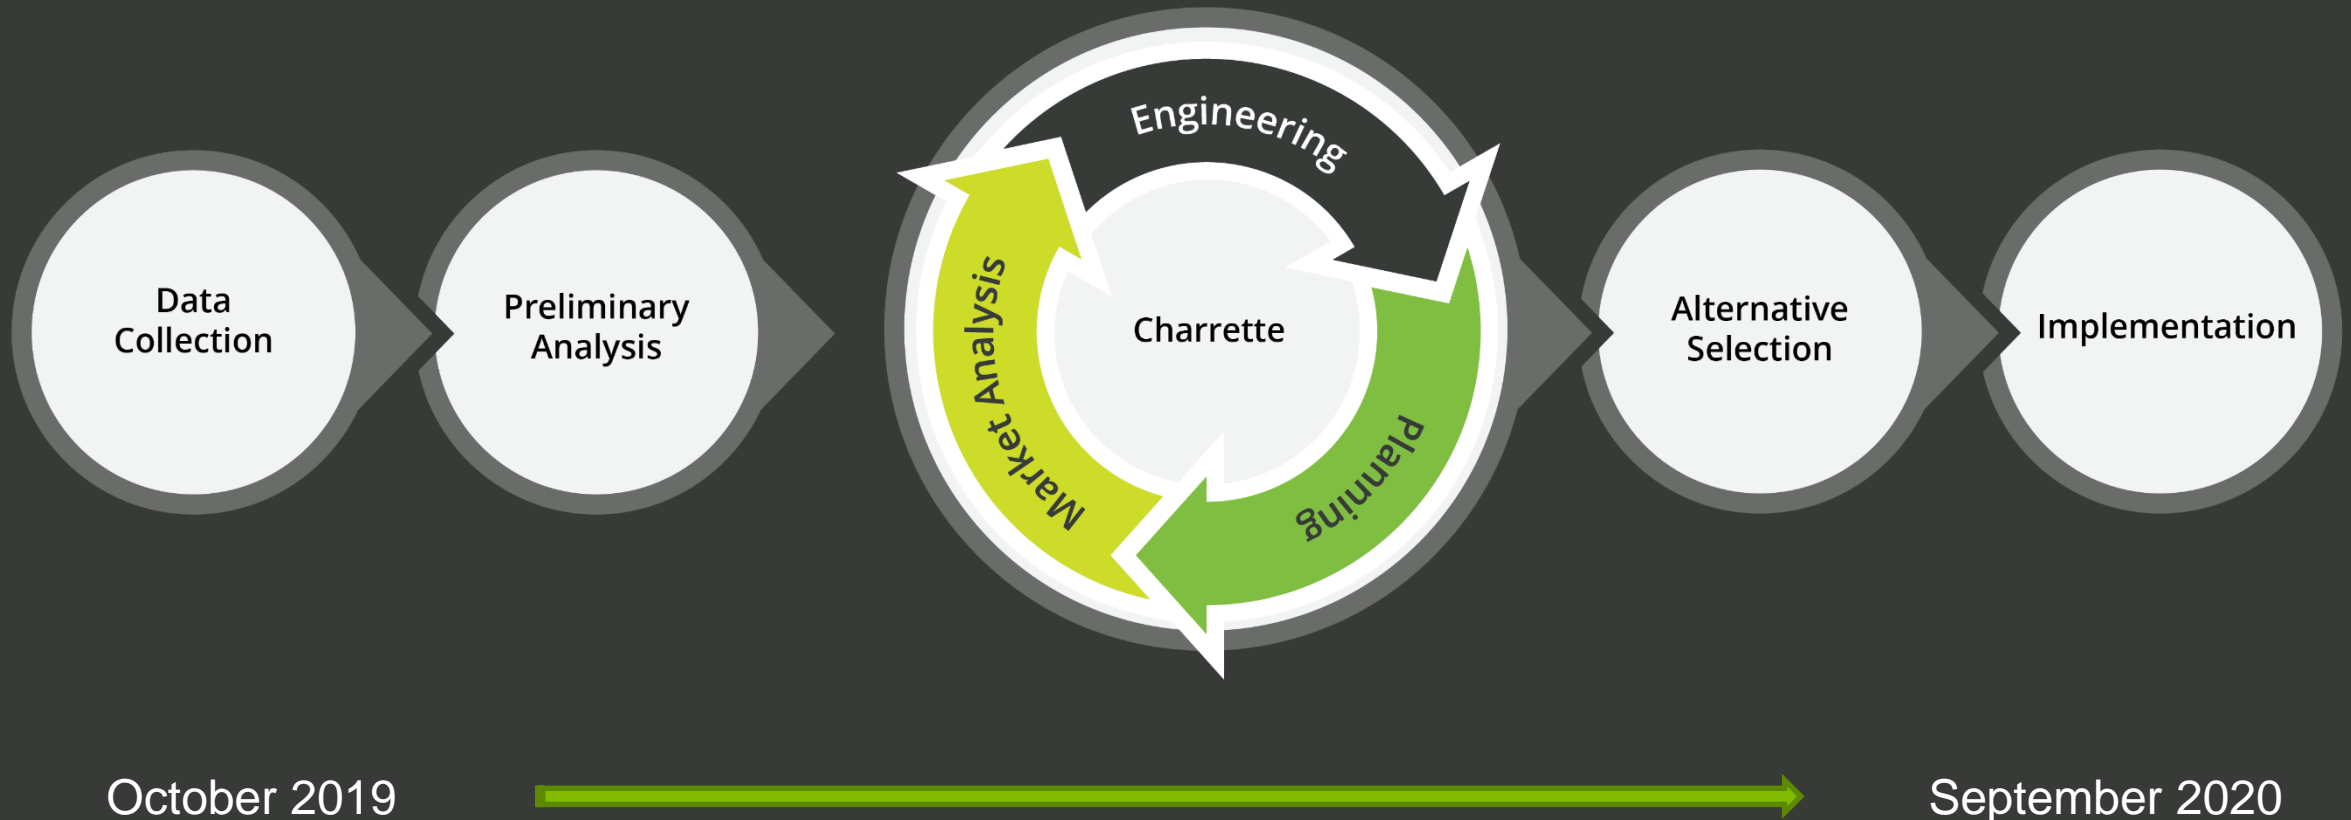 Data
Collection
Preliminary
Analysis
Engineering
Planning
Market Analysis
Charrette
Alternative
Selection
Implementation
October 2019
September 2020